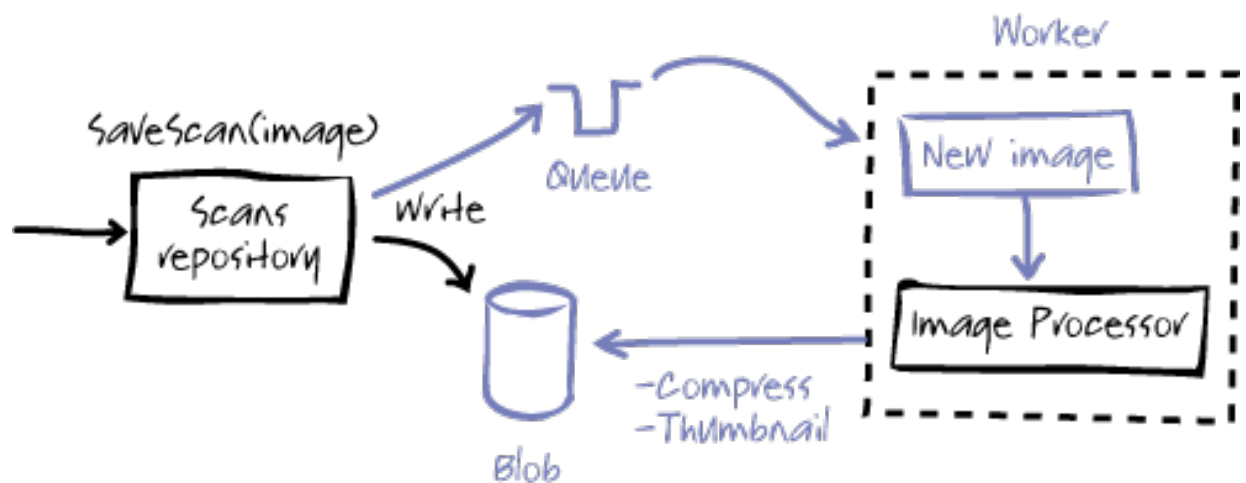 Worker
SaveScan(image)
Scans
repository
Write
Queue
New image
Image Processor
-Compress
-Thumbnail
Blob